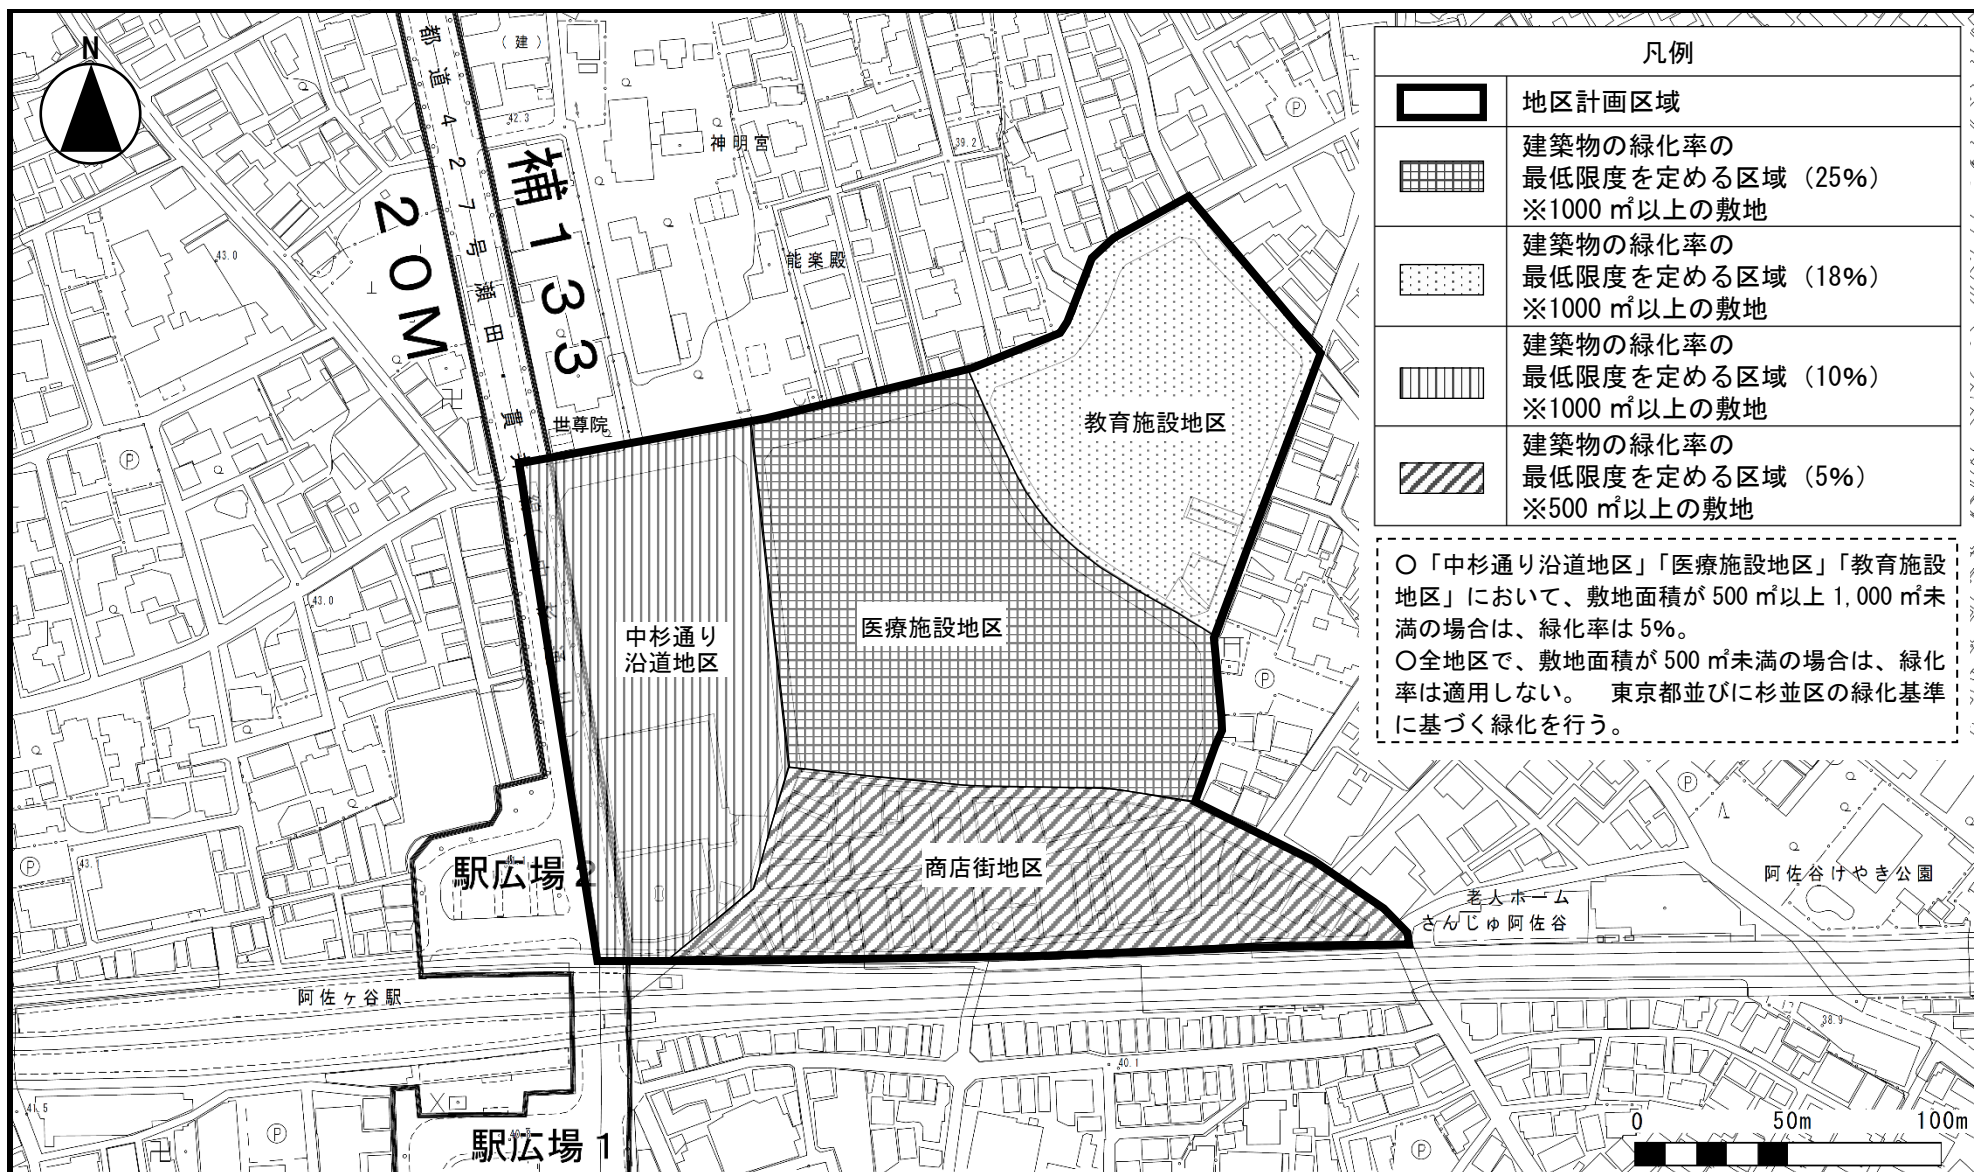 N
(建)
都道427号瀬田・貫井
補133
20M
42.3
神明宮
39.2
Ⓟ
能楽殿
43.0
世尊院
Ⓟ
43.0
教育施設地区
中杉通り
沿道地区
医療施設地区
Ⓟ
商店街地区
駅広場2
Ⓟ
43.1
Ⓟ
阿佐谷けやき公園
老人ホーム
さんじゅ阿佐谷
阿佐ヶ谷駅
38.9
40.1
41.5
Ⓟ
駅広場1
Ⓟ
凡例
地区計画区域
建築物の緑化率の
最低限度を定める区域(25%)
※1000㎡以上の敷地
建築物の緑化率の
最低限度を定める区域(18%)
※1000㎡以上の敷地
建築物の緑化率の
最低限度を定める区域(10%)
※1000㎡以上の敷地
建築物の緑化率の
最低限度を定める区域(5%)
※500㎡以上の敷地
〇「中杉通り沿道地区」「医療施設地区」「教育施設
地区」において、敷地面積が500㎡以上1,000㎡未
満の場合は、緑化率は5%。
〇全地区で、敷地面積が500㎡未満の場合は、緑化
率は適用しない。 東京都並びに杉並区の緑化基準
に基づく緑化を行う。
0 50m 100m